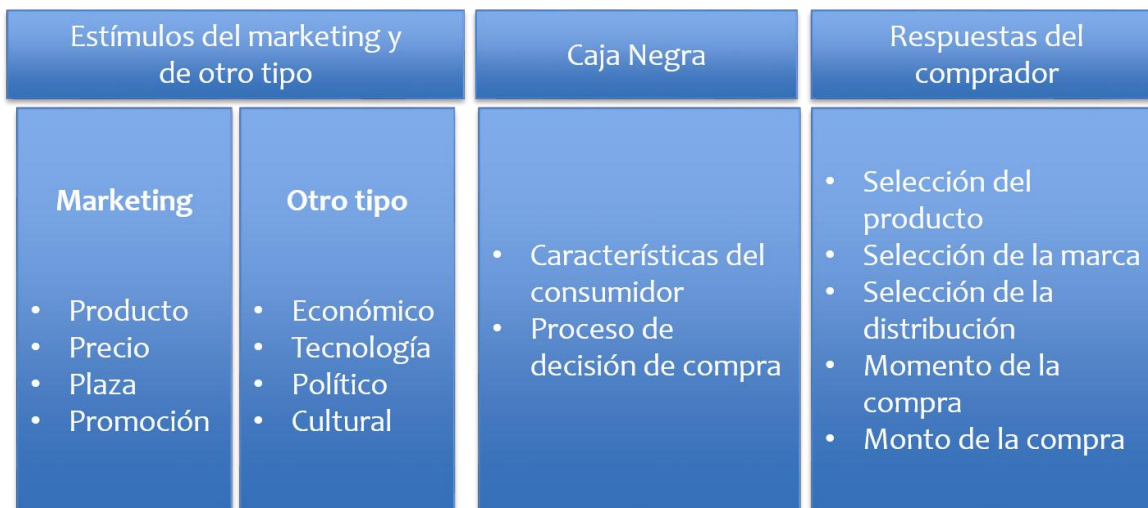 Estímulos del marketing y
de otro tipo
Caja Negra
Respuestas del
comprador
Marketing
• Producto
• Precio
• Plaza
• Promoción
Otro tipo
• Económico
• Tecnología
• Político
• Cultural
• Características del
consumidor
• Proceso de
decisión de compra
• Selección del
producto
• Selección de la marca
• Selección de la
distribución
• Momento de la
compra
• Monto de la compra